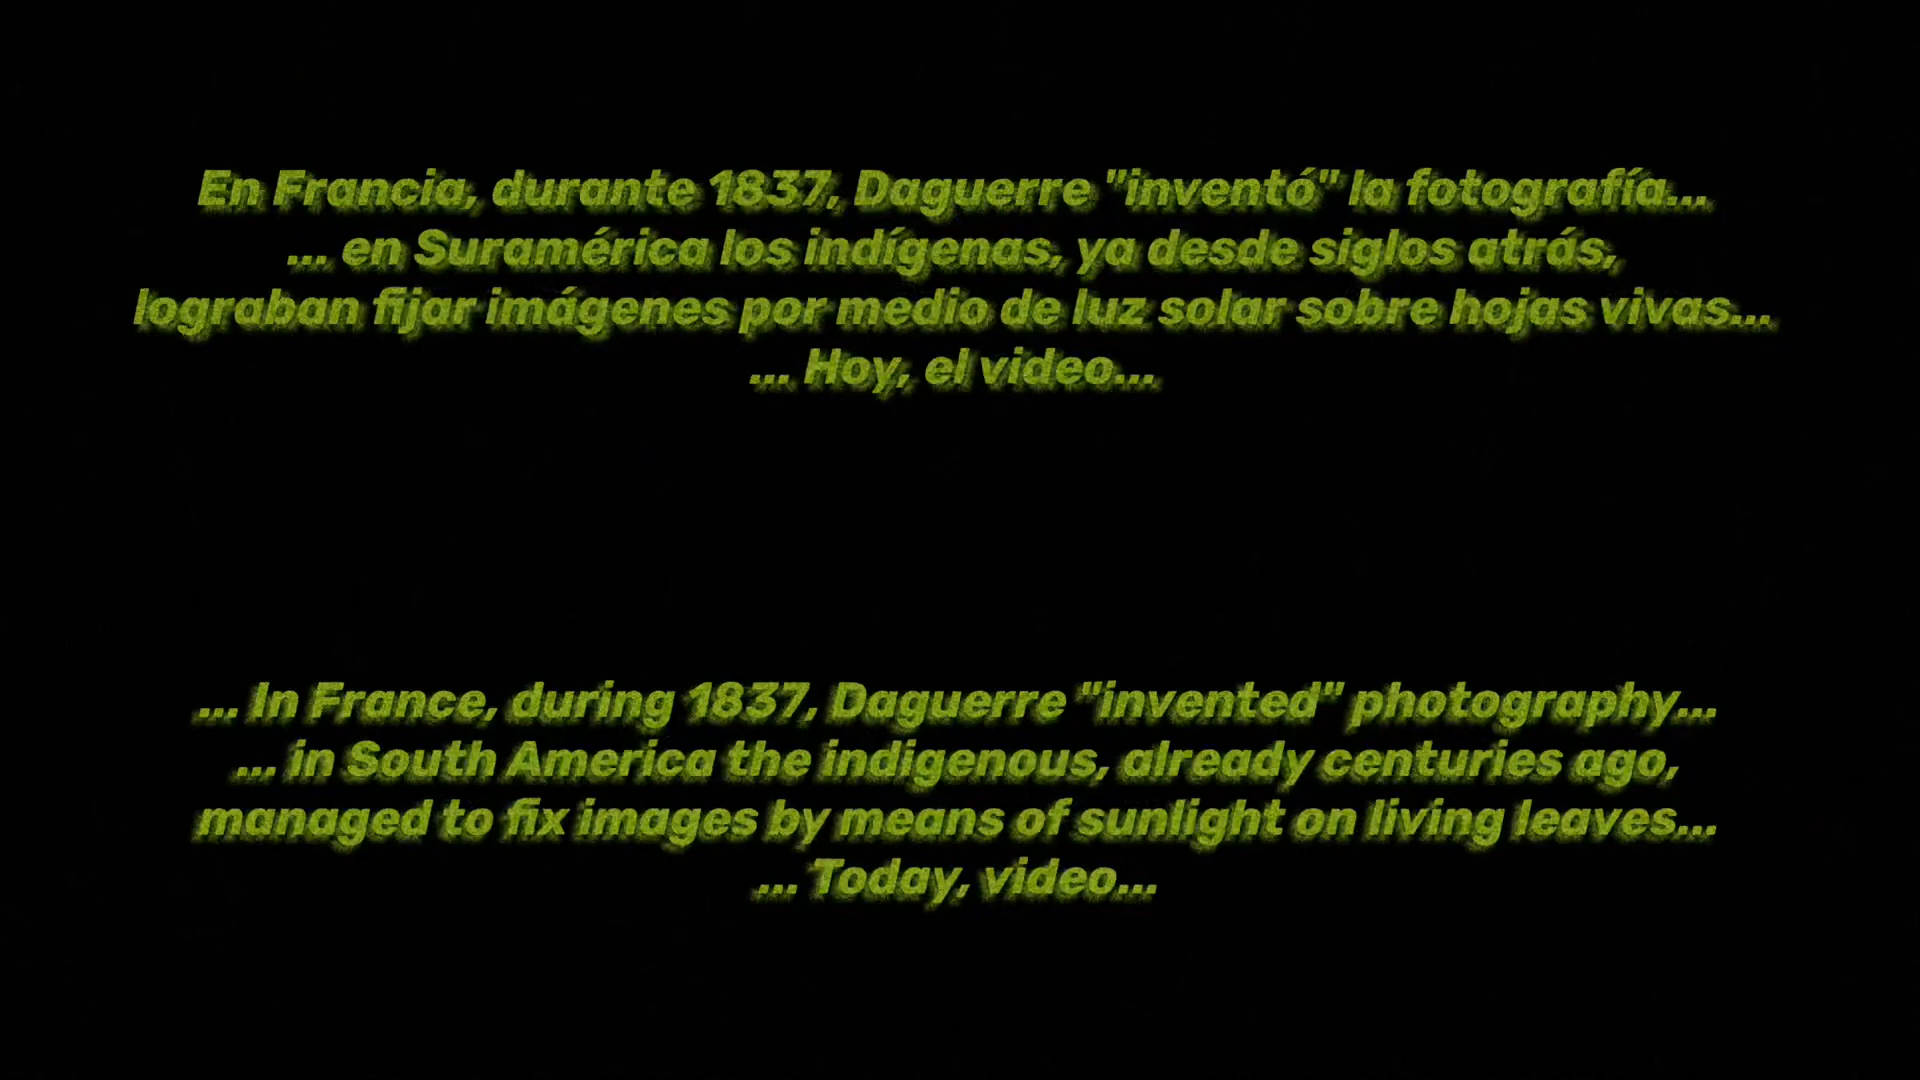 En Francia, durante 1837, Daguerre "inventó" la fotografía...
... en Suramérica los indígenas, ya desde siglos atrás,
lograban fijar imágenes por medio de luz solar sobre hojas vivas...
... Hoy, el video...
... In France, during 1837, Daguerre "invented" photography...
... in South America the indigenous, already centuries ago,
managed to fix images by means of sunlight on living leaves...
... Today, video...